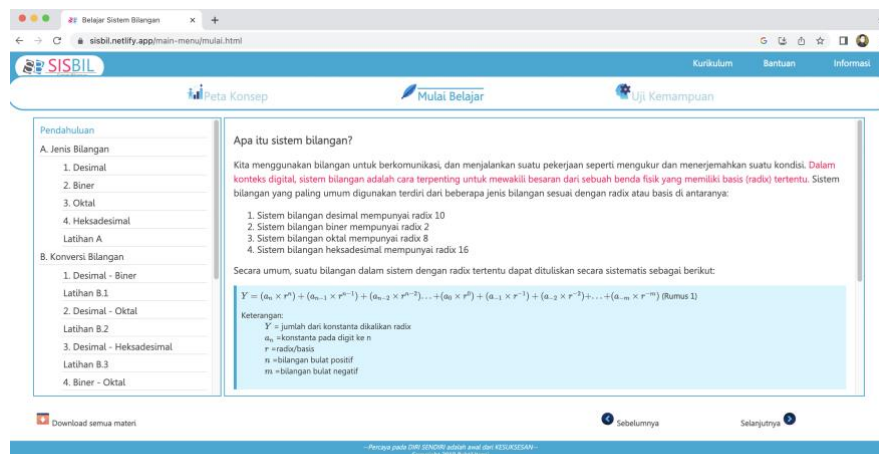 Belajar Sistem Bilangan
sisbil.netlify.app/main-menu/mulai.html
SISBIL
Kurikulum Bantuan Informasi
Peta Konsep Mulai Belajar Uji Kemampuan
Pendahuluan
A. Jenis Bilangan
1. Desimal
2. Biner
3. Oktal
4. Heksadesimal
Latihan A
B. Konversi Bilangan
1. Desimal - Biner
Latihan B.1
2. Desimal - Oktal
Latihan B.2
3. Desimal - Heksadesimal
Latihan B.3
4. Biner - Oktal
Apa itu sistem bilangan?
Kita menggunakan bilangan untuk berkomunikasi, dan menjalankan suatu pekerjaan seperti mengukur dan menerjemahkan suatu kondisi. Dalam
konteks digital, sistem bilangan adalah cara terpenting untuk mewakili besaran dari sebuah benda fisik yang memiliki basis (radix) tertentu. Sistem
bilangan yang paling umum digunakan terdiri dari beberapa jenis bilangan sesuai dengan radix atau basis di antaranya:
1. Sistem bilangan desimal mempunyai radix 10
2. Sistem bilangan biner mempunyai radix 2
3. Sistem bilangan oktal mempunyai radix 8
4. Sistem bilangan heksadesimal mempunyai radix 16
Secara umum, suatu bilangan dalam sistem dengan radix tertentu dapat dituliskan secara sistematis sebagai berikut:
Y = (aₙ × rⁿ) + (aₙ₋₁ × rⁿ⁻¹) + (aₙ₋₂ × rⁿ⁻²)...+(a₀ × r⁰) + (a₋₁ × r⁻¹) + (a₋₂ × r⁻²)+...+(a₋ₘ × r⁻ᵐ) (Rumus 1)
Keterangan:
Y = jumlah dari konstanta dikalikan radix
aₙ =konstanta pada digit ke n
r =radix/basis
n =bilangan bulat positif
m =bilangan bulat negatif
Download semua materi Sebelumnya Selanjutnya
--Percaya pada DIRI SENDIRI adalah awal dari KESUKSESAN--